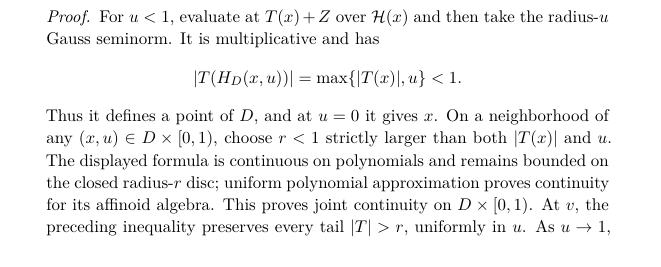 Proof. For u < 1, evaluate at T(x) + Z over H(x) and then take the radius-u
Gauss seminorm. It is multiplicative and has
|T(H_D(x, u))| = max{|T(x)|, u} < 1.
Thus it defines a point of D, and at u = 0 it gives x. On a neighborhood of
any (x, u) ∈ D × [0, 1), choose r < 1 strictly larger than both |T(x)| and u.
The displayed formula is continuous on polynomials and remains bounded on
the closed radius-r disc; uniform polynomial approximation proves continuity
for its affinoid algebra. This proves joint continuity on D × [0, 1). At v, the
preceding inequality preserves every tail |T| > r, uniformly in u. As u → 1,